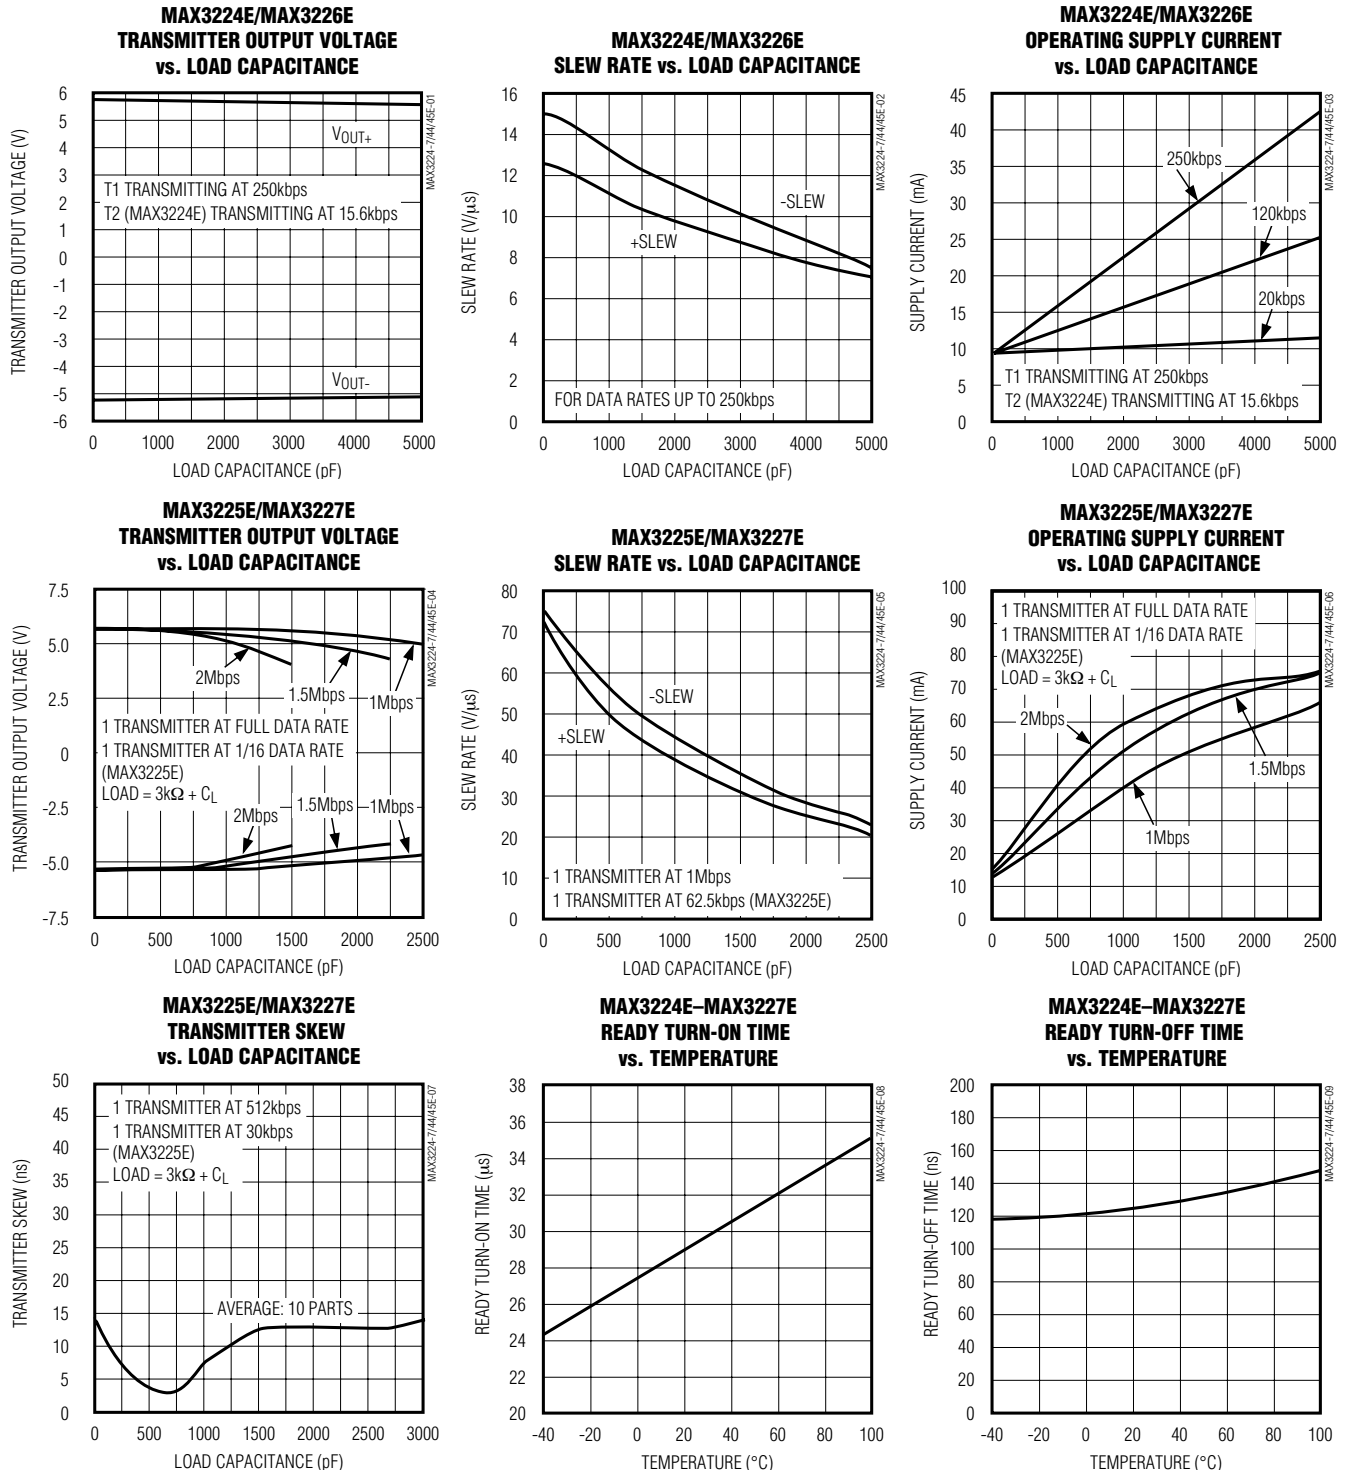 MAX3224E/MAX3226E
TRANSMITTER OUTPUT VOLTAGE
vs. LOAD CAPACITANCE
6
5
4
3
2
1
0
-1
-2
-3
-4
-5
-6
TRANSMITTER OUTPUT VOLTAGE (V)
VOUT+
T1 TRANSMITTING AT 250kbps
T2 (MAX3224E) TRANSMITTING AT 15.6kbps
VOUT-
0 1000 2000 3000 4000 5000
LOAD CAPACITANCE (pF)
MAX3224-7/44/45E-01
MAX3224E/MAX3226E
SLEW RATE vs. LOAD CAPACITANCE
16
14
12
10
8
6
4
2
0
SLEW RATE (V/µs)
-SLEW
+SLEW
FOR DATA RATES UP TO 250kbps
0 1000 2000 3000 4000 5000
LOAD CAPACITANCE (pF)
MAX3224-7/44/45E-02
MAX3224E/MAX3226E
OPERATING SUPPLY CURRENT
vs. LOAD CAPACITANCE
45
40
35
30
25
20
15
10
5
0
SUPPLY CURRENT (mA)
250kbps
120kbps
20kbps
T1 TRANSMITTING AT 250kbps
T2 (MAX3224E) TRANSMITTING AT 15.6kbps
0 1000 2000 3000 4000 5000
LOAD CAPACITANCE (pF)
MAX3224-7/44/45E-03
MAX3225E/MAX3227E
TRANSMITTER OUTPUT VOLTAGE
vs. LOAD CAPACITANCE
7.5
5.0
2.5
0
-2.5
-5.0
-7.5
TRANSMITTER OUTPUT VOLTAGE (V)
2Mbps
1.5Mbps
1Mbps
1 TRANSMITTER AT FULL DATA RATE
1 TRANSMITTER AT 1/16 DATA RATE
(MAX3225E)
LOAD = 3kΩ + CL
2Mbps
1.5Mbps
1Mbps
0 500 1000 1500 2000 2500
LOAD CAPACITANCE (pF)
MAX3224-7/44/45E-04
MAX3225E/MAX3227E
SLEW RATE vs. LOAD CAPACITANCE
80
70
60
50
40
30
20
10
0
SLEW RATE (V/µs)
-SLEW
+SLEW
1 TRANSMITTER AT 1Mbps
1 TRANSMITTER AT 62.5kbps (MAX3225E)
0 500 1000 1500 2000 2500
LOAD CAPACITANCE (pF)
MAX3224-7/44/45E-05
MAX3225E/MAX3227E
OPERATING SUPPLY CURRENT
vs. LOAD CAPACITANCE
100
90
80
70
60
50
40
30
20
10
0
SUPPLY CURRENT (mA)
1 TRANSMITTER AT FULL DATA RATE
1 TRANSMITTER AT 1/16 DATA RATE
(MAX3225E)
LOAD = 3kΩ + CL
2Mbps
1.5Mbps
1Mbps
0 500 1000 1500 2000 2500
LOAD CAPACITANCE (pF)
MAX3224-7/44/45E-06
MAX3225E/MAX3227E
TRANSMITTER SKEW
vs. LOAD CAPACITANCE
50
45
40
35
30
25
20
15
10
5
0
TRANSMITTER SKEW (ns)
1 TRANSMITTER AT 512kbps
1 TRANSMITTER AT 30kbps
(MAX3225E)
LOAD = 3kΩ + CL
AVERAGE: 10 PARTS
0 500 1000 1500 2000 2500 3000
LOAD CAPACITANCE (pF)
MAX3224-7/44/45E-07
MAX3224E–MAX3227E
READY TURN-ON TIME
vs. TEMPERATURE
38
36
34
32
30
28
26
24
22
20
READY TURN-ON TIME (µs)
-40 -20 0 20 40 60 80 100
TEMPERATURE (°C)
MAX3224-7/44/45E-08
MAX3224E–MAX3227E
READY TURN-OFF TIME
vs. TEMPERATURE
200
180
160
140
120
100
80
60
40
20
0
READY TURN-OFF TIME (ns)
-40 -20 0 20 40 60 80 100
TEMPERATURE (°C)
MAX3224-7/44/45E-09